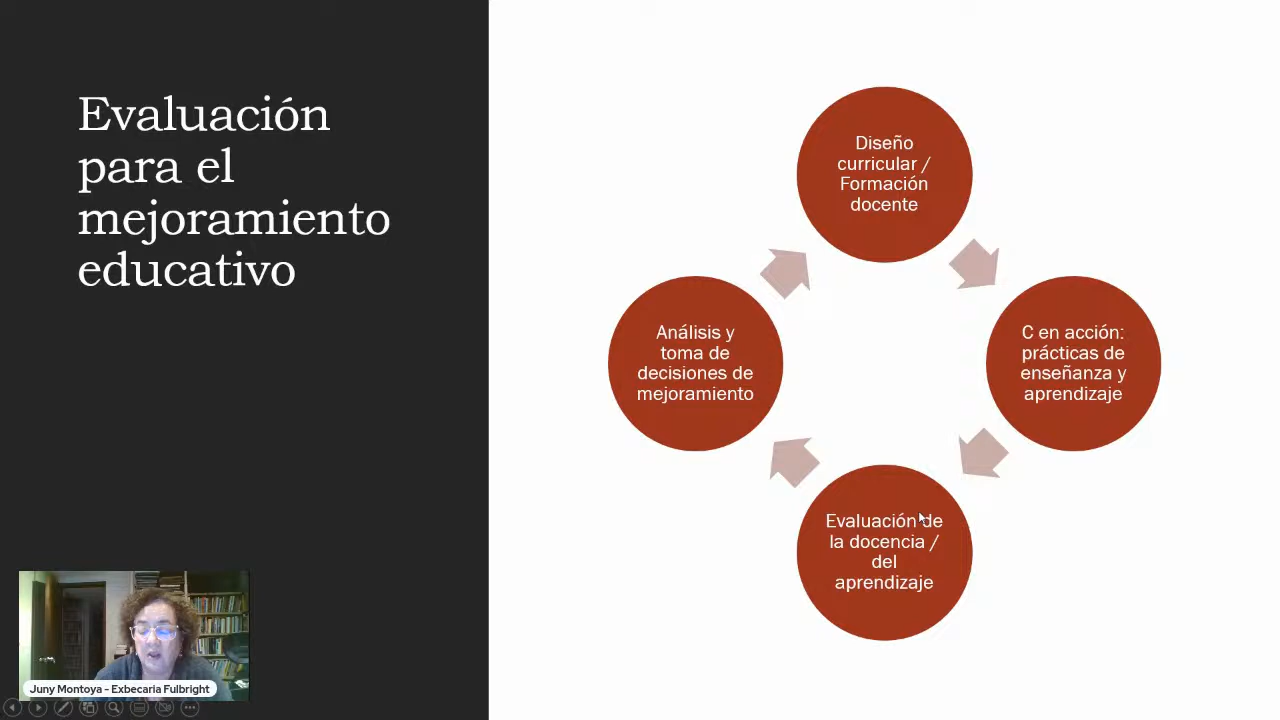 Evaluación
para el
mejoramiento
educativo
Diseño
curricular /
Formación
docente
C en acción:
prácticas de
enseñanza y
aprendizaje
Evaluación de
la docencia /
del
aprendizaje
Análisis y
toma de
decisiones de
mejoramiento
Juny Montoya - Exbecaria Fulbright